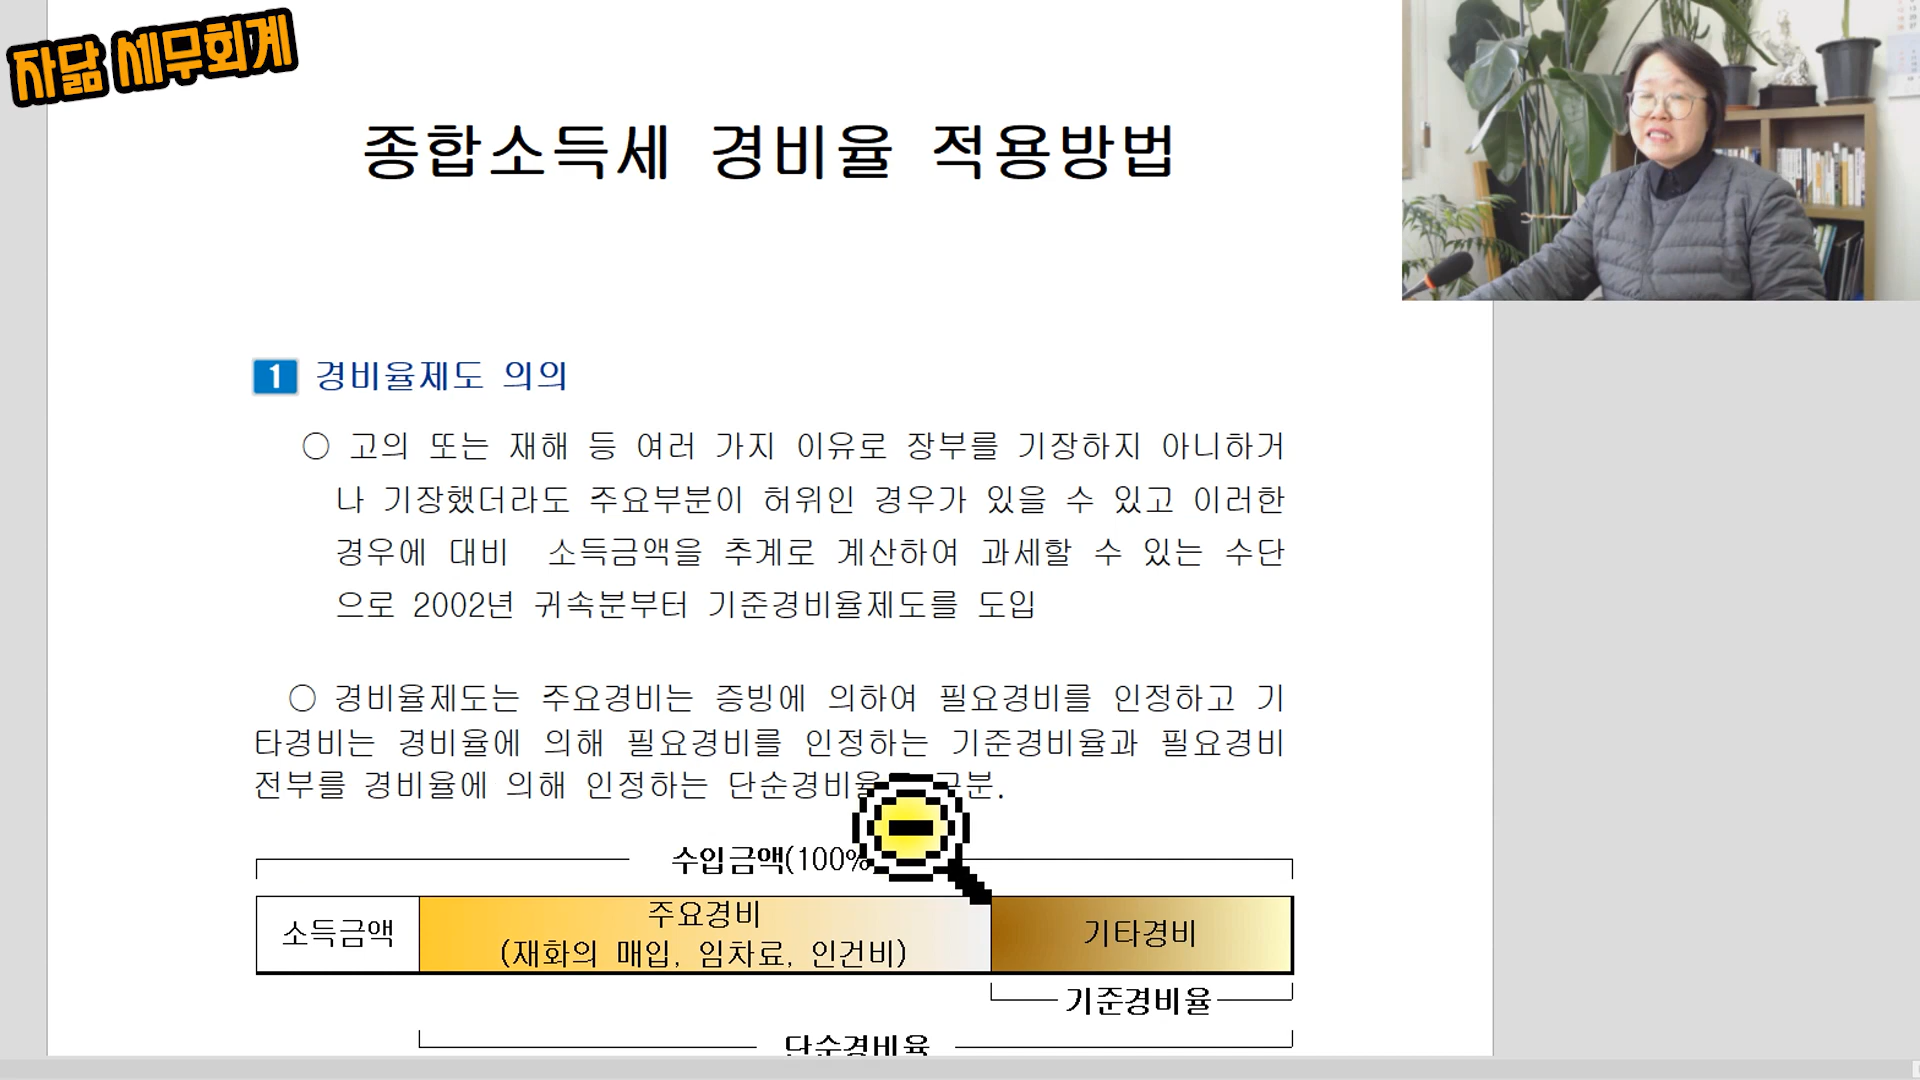 자닮 세무회계
종합소득세 경비율 적용방법
1 경비율제도 의의
○ 고의 또는 재해 등 여러 가지 이유로 장부를 기장하지 아니하거
나 기장했더라도 주요부분이 허위인 경우가 있을 수 있고 이러한
경우에 대비 소득금액을 추계로 계산하여 과세할 수 있는 수단
으로 2002년 귀속분부터 기준경비율제도를 도입
○ 경비율제도는 주요경비는 증빙에 의하여 필요경비를 인정하고 기
타경비는 경비율에 의해 필요경비를 인정하는 기준경비율과 필요경비
전부를 경비율에 의해 인정하는 단순경비율 구분.
수입금액(100%
소득금액
주요경비
(재화의 매입, 임차료, 인건비)
기타경비
기준경비율
단순경비율